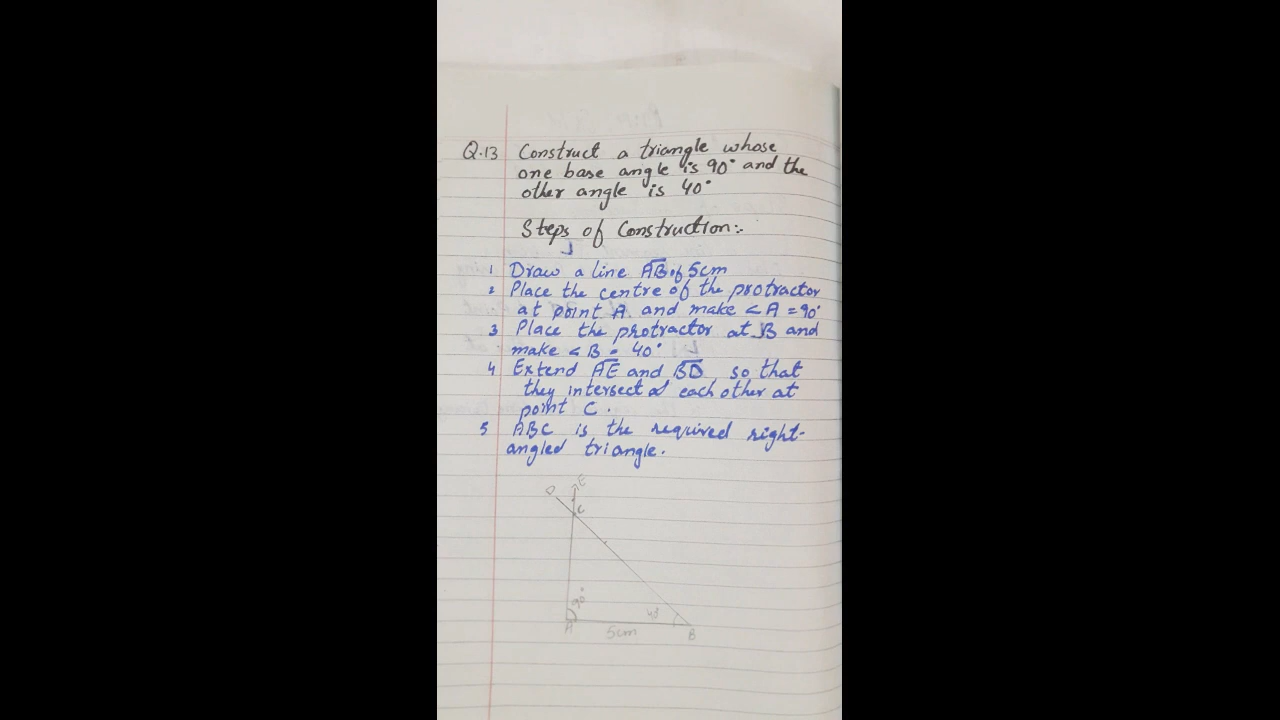 Q.13 Construct a triangle whose
one base angle is 90° and the
other angle is 40°
Steps of Construction:-
1 Draw a line AB of 5cm
2 Place the centre of the protractor
at point A and make ∠A = 90°
3 Place the protractor at B and
make ∠B = 40°
4 Extend AE and BD so that
they intersect each other at
point C.
5 ABC is the required right-
angled triangle.
D E
C
90°
A 5cm B